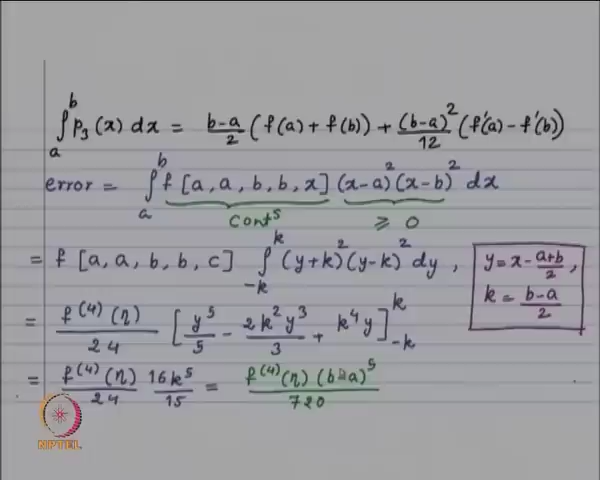 ∫_a^b p₃(x) dx = b-a/2 (f(a) + f(b)) + (b-a)²/12 (f'(a) - f'(b))
error = ∫_a^b f[a, a, b, b, x] (x-a)² (x-b)² dx
contˢ ≥ 0
= f[a, a, b, b, c] ∫_{-k}^{k} (y+k)² (y-k)² dy , y = x - a+b/2 ,
k = b-a/2
= f⁽⁴⁾(η)/24 [y⁵/5 - 2k²y³/3 + k⁴y]_{-k}^{k}
= f⁽⁴⁾(η)/24 16k⁵/15 = f⁽⁴⁾(η) (b-a)⁵/720
NPTEL